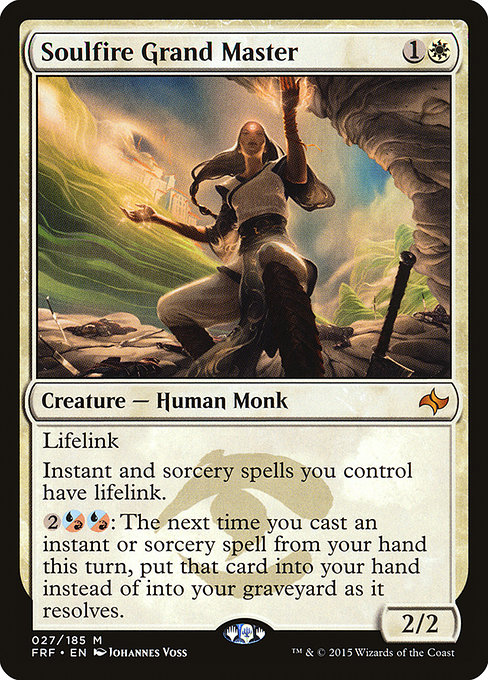 Soulfire Grand Master 1
Creature — Human Monk
Lifelink
Instant and sorcery spells you control
have lifelink.
2: The next time you cast an
instant or sorcery spell from your hand
this turn, put that card into your hand
instead of into your graveyard as it
resolves.
2/2
027/185 M
FRF • EN Johannes Voss
™ & © 2015 Wizards of the Coast